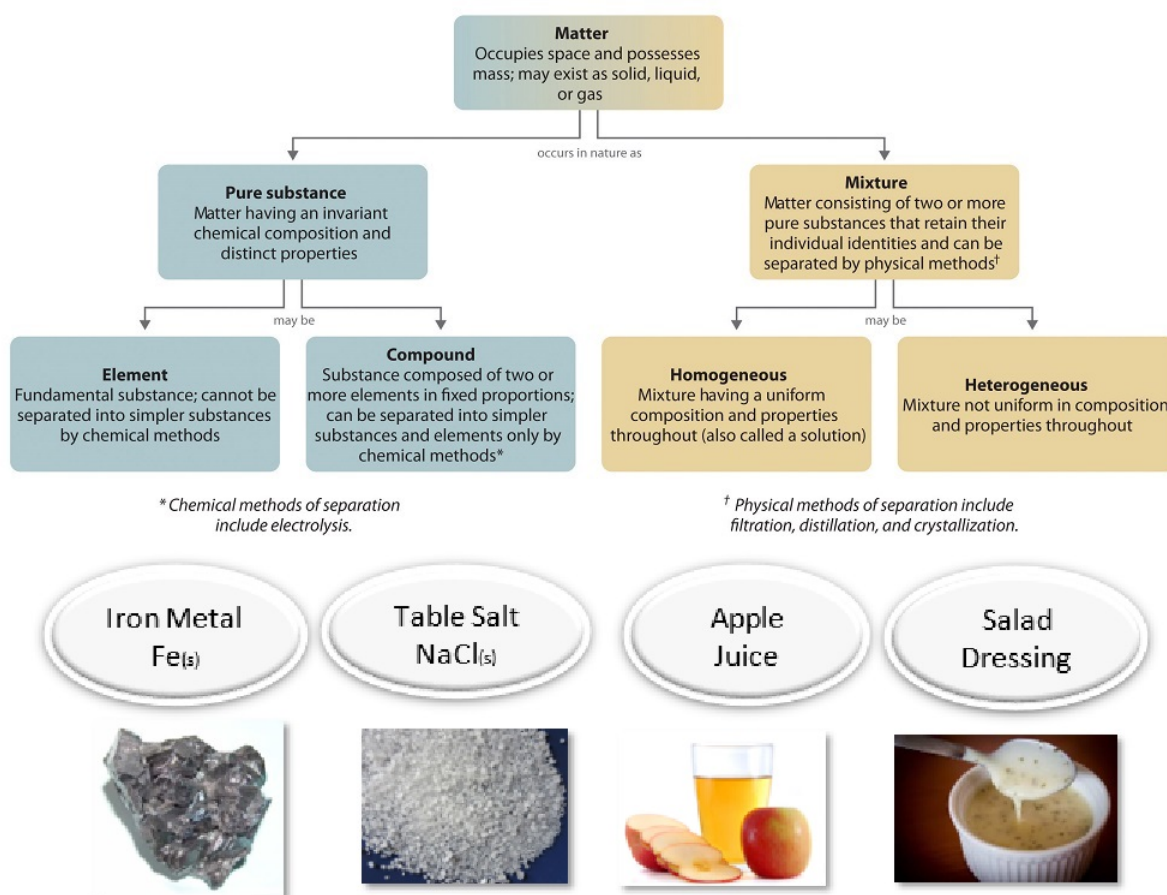 Matter
Occupies space and possesses
mass; may exist as solid, liquid,
or gas
occurs in nature as
Pure substance
Matter having an invariant
chemical composition and
distinct properties
Mixture
Matter consisting of two or more
pure substances that retain their
individual identities and can be
separated by physical methods†
may be
may be
Element
Fundamental substance; cannot be
separated into simpler substances
by chemical methods
Compound
Substance composed of two or
more elements in fixed proportions;
can be separated into simpler
substances and elements only by
chemical methods*
Homogeneous
Mixture having a uniform
composition and properties
throughout (also called a solution)
Heterogeneous
Mixture not uniform in composition
and properties throughout
* Chemical methods of separation
include electrolysis.
† Physical methods of separation include
filtration, distillation, and crystallization.
Iron Metal
Fe(s)
Table Salt
NaCl(s)
Apple
Juice
Salad
Dressing